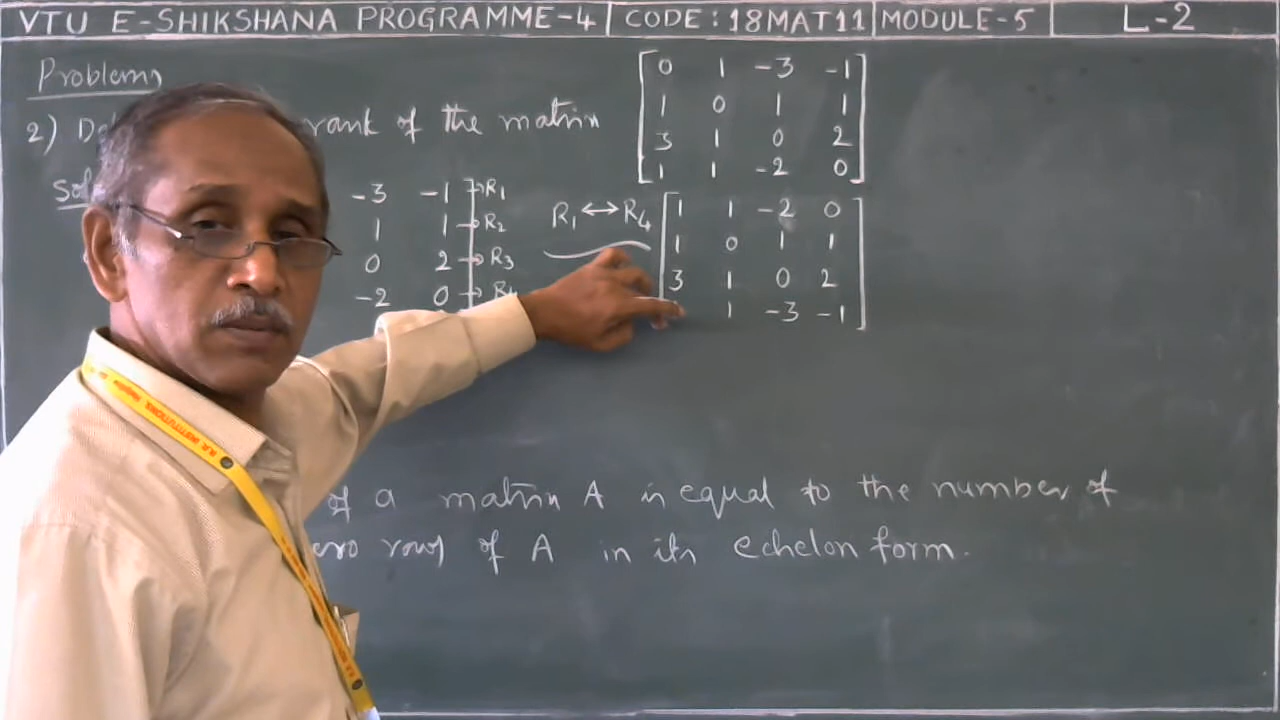 VTU E-SHIKSHANA PROGRAMME-4 | CODE: 18MAT11 | MODULE-5 | L-2
Problems
0 1 -3 -1
1 0 1 1
3 1 0 2
1 1 -2 0
2) rank of the matrix
-3 -1 → R1
1 1 → R2
0 2 → R3
-2 0 →
R1 ↔ R4
1 1 -2 0
1 0 1 1
3 1 0 2
1 -3 -1
of a matrix A is equal to the number of
rows of A in its echelon form.
R.R. INSTITUTIONS